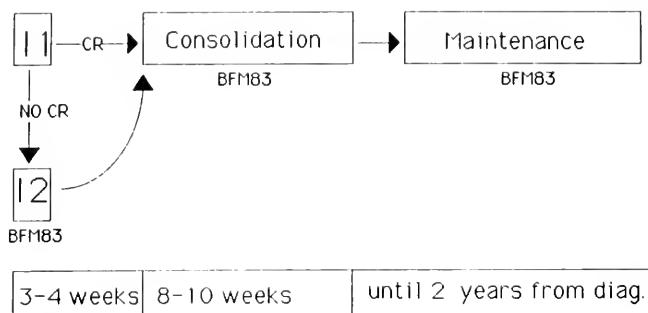 I1
CR
Consolidation
Maintenance
BFM83
BFM83
NO CR
I2
BFM83
3-4 weeks
8-10 weeks
until 2 years from diag.